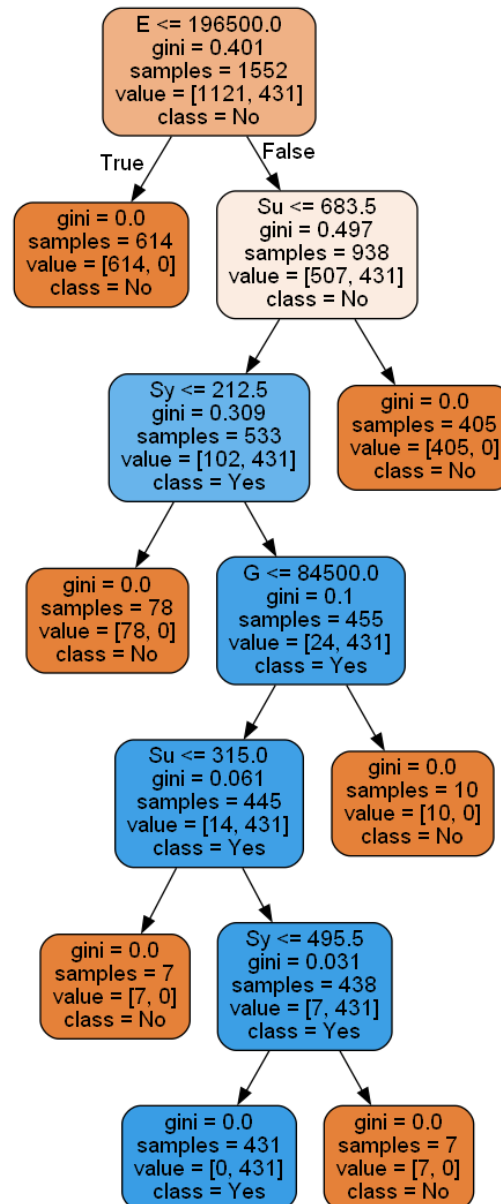 E <= 196500.0
gini = 0.401
samples = 1552
value = [1121, 431]
class = No
True
False
gini = 0.0
samples = 614
value = [614, 0]
class = No
Su <= 683.5
gini = 0.497
samples = 938
value = [507, 431]
class = No
Sy <= 212.5
gini = 0.309
samples = 533
value = [102, 431]
class = Yes
gini = 0.0
samples = 405
value = [405, 0]
class = No
gini = 0.0
samples = 78
value = [78, 0]
class = No
G <= 84500.0
gini = 0.1
samples = 455
value = [24, 431]
class = Yes
Su <= 315.0
gini = 0.061
samples = 445
value = [14, 431]
class = Yes
gini = 0.0
samples = 10
value = [10, 0]
class = No
gini = 0.0
samples = 7
value = [7, 0]
class = No
Sy <= 495.5
gini = 0.031
samples = 438
value = [7, 431]
class = Yes
gini = 0.0
samples = 431
value = [0, 431]
class = Yes
gini = 0.0
samples = 7
value = [7, 0]
class = No